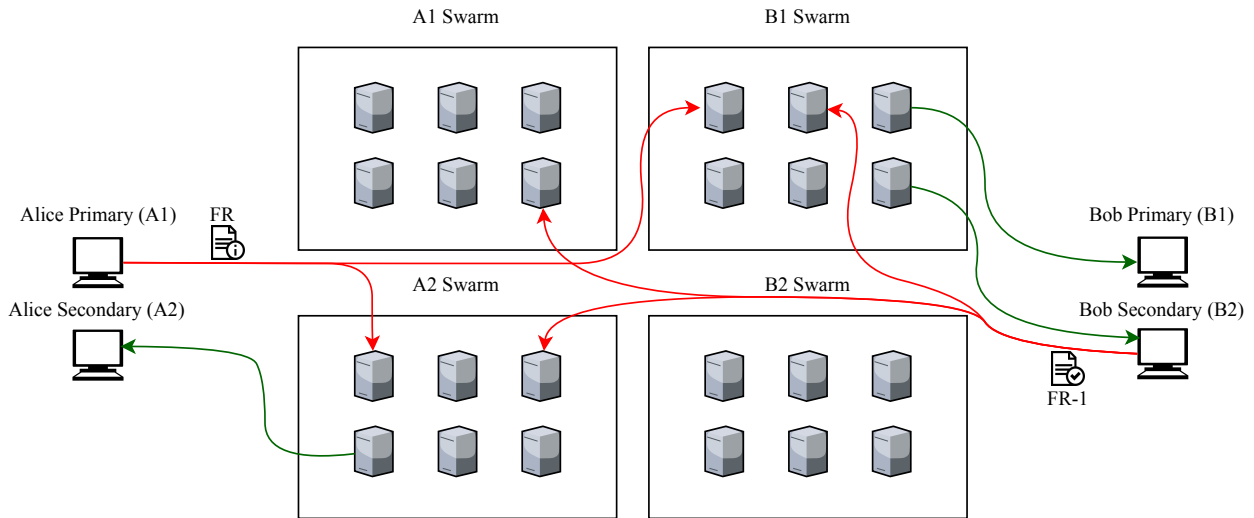 A1 Swarm
B1 Swarm
Alice Primary (A1)
FR
Bob Primary (B1)
A2 Swarm
B2 Swarm
Alice Secondary (A2)
Bob Secondary (B2)
FR-1